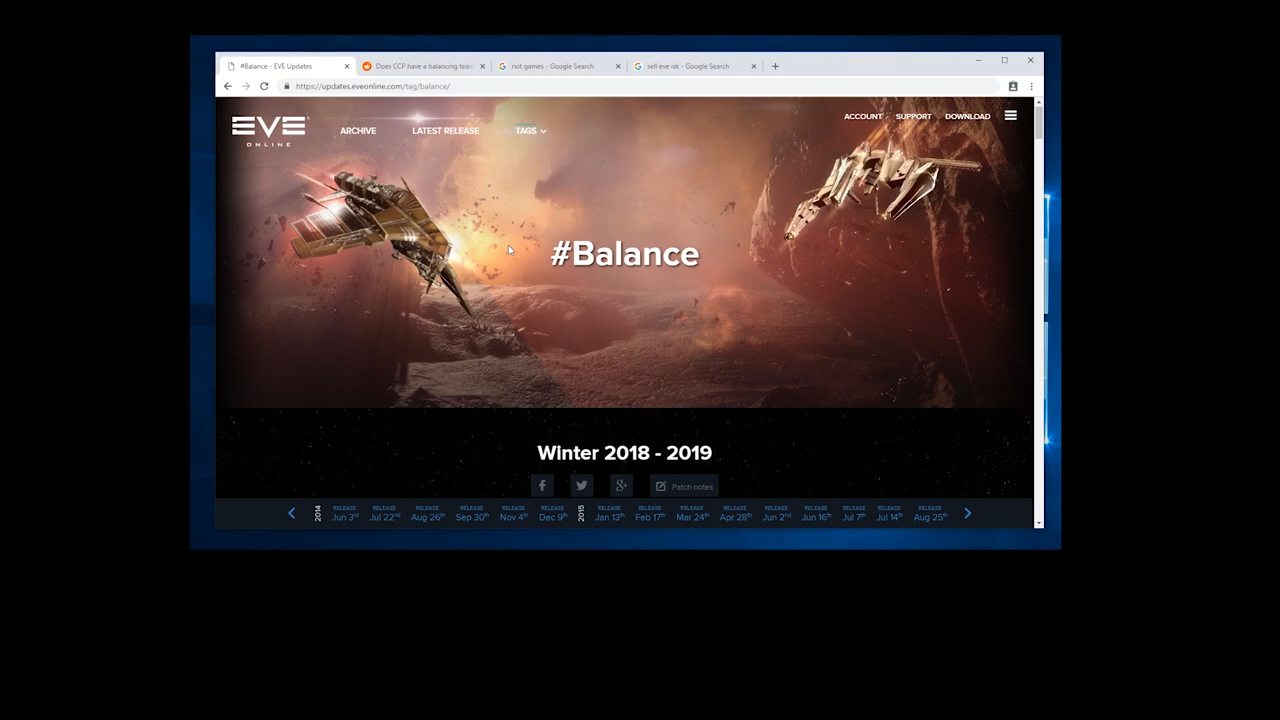 #Balance - EVE Updates
Does CCP have a balancing team
riot games - Google Search
sell eve isk - Google Search
https://updates.eveonline.com/tag/balance/
EVE
ONLINE
ARCHIVE
LATEST RELEASE
TAGS
ACCOUNT
SUPPORT
DOWNLOAD
#Balance
Winter 2018 - 2019
Patch notes
2014
RELEASE
Jun 3rd
RELEASE
Jul 22nd
RELEASE
Aug 26th
RELEASE
Sep 30th
RELEASE
Nov 4th
RELEASE
Dec 9th
2015
RELEASE
Jan 13th
RELEASE
Feb 17th
RELEASE
Mar 24th
RELEASE
Apr 28th
RELEASE
Jun 2nd
RELEASE
Jun 16th
RELEASE
Jul 7th
RELEASE
Jul 14th
RELEASE
Aug 25th